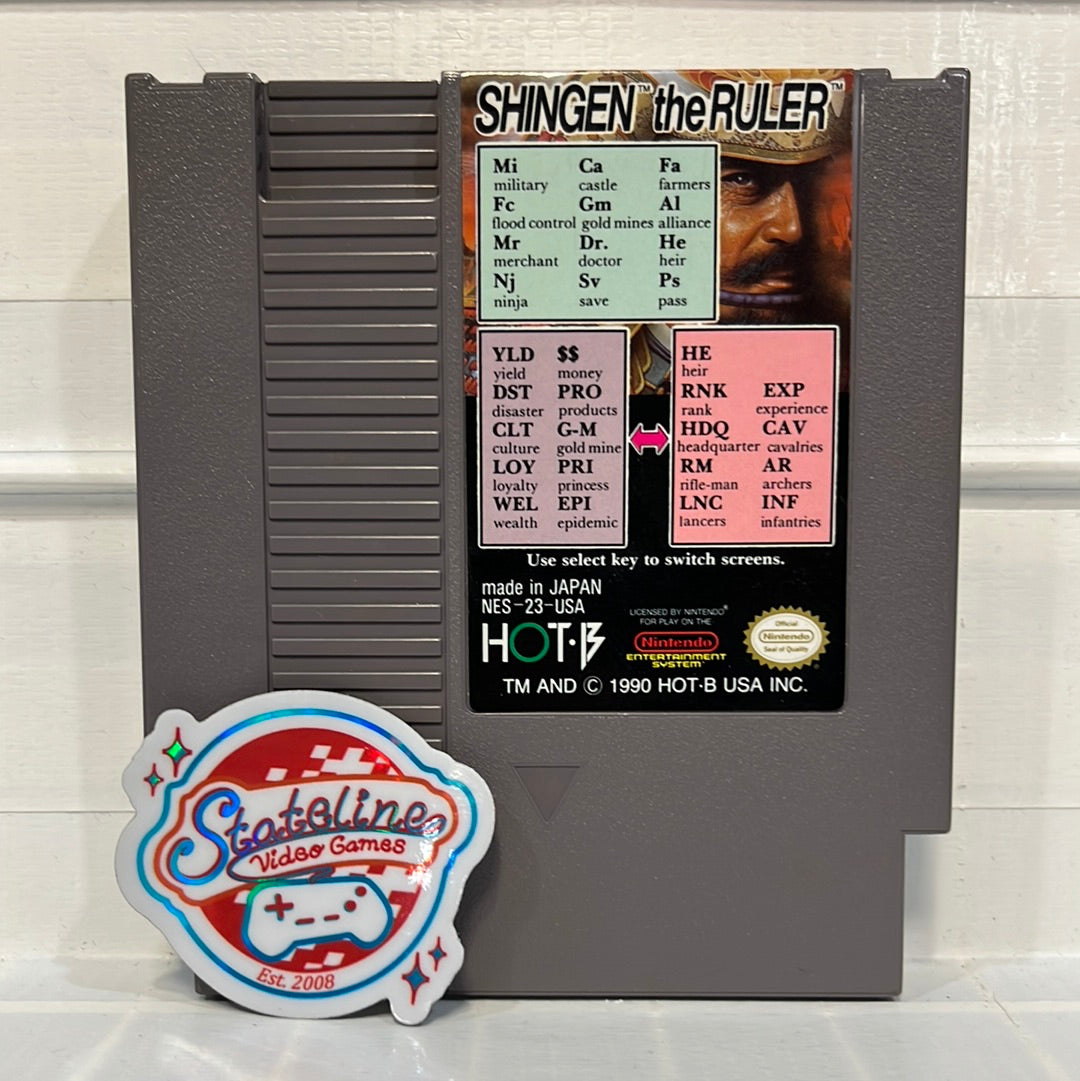 SHINGEN™ the RULER™
Mi Ca Fa
military castle farmers
Fc Gm Al
flood control gold mines alliance
Mr Dr. He
merchant doctor heir
Nj Sv Ps
ninja save pass
YLD $$
yield money
DST PRO
disaster products
CLT G-M
culture gold mine
LOY PRI
loyalty princess
WEL EPI
wealth epidemic
HE
heir
RNK EXP
rank experience
HDQ CAV
headquarter cavalries
RM AR
rifle-man archers
LNC INF
lancers infantries
Use select key to switch screens.
made in JAPAN
NES-23-USA
HOT·B
LICENSED BY NINTENDO®
FOR PLAY ON THE
Nintendo
ENTERTAINMENT
SYSTEM
Official
Nintendo
Seal of Quality
TM AND © 1990 HOT-B USA INC.
Stateline
Video Games
Est. 2008